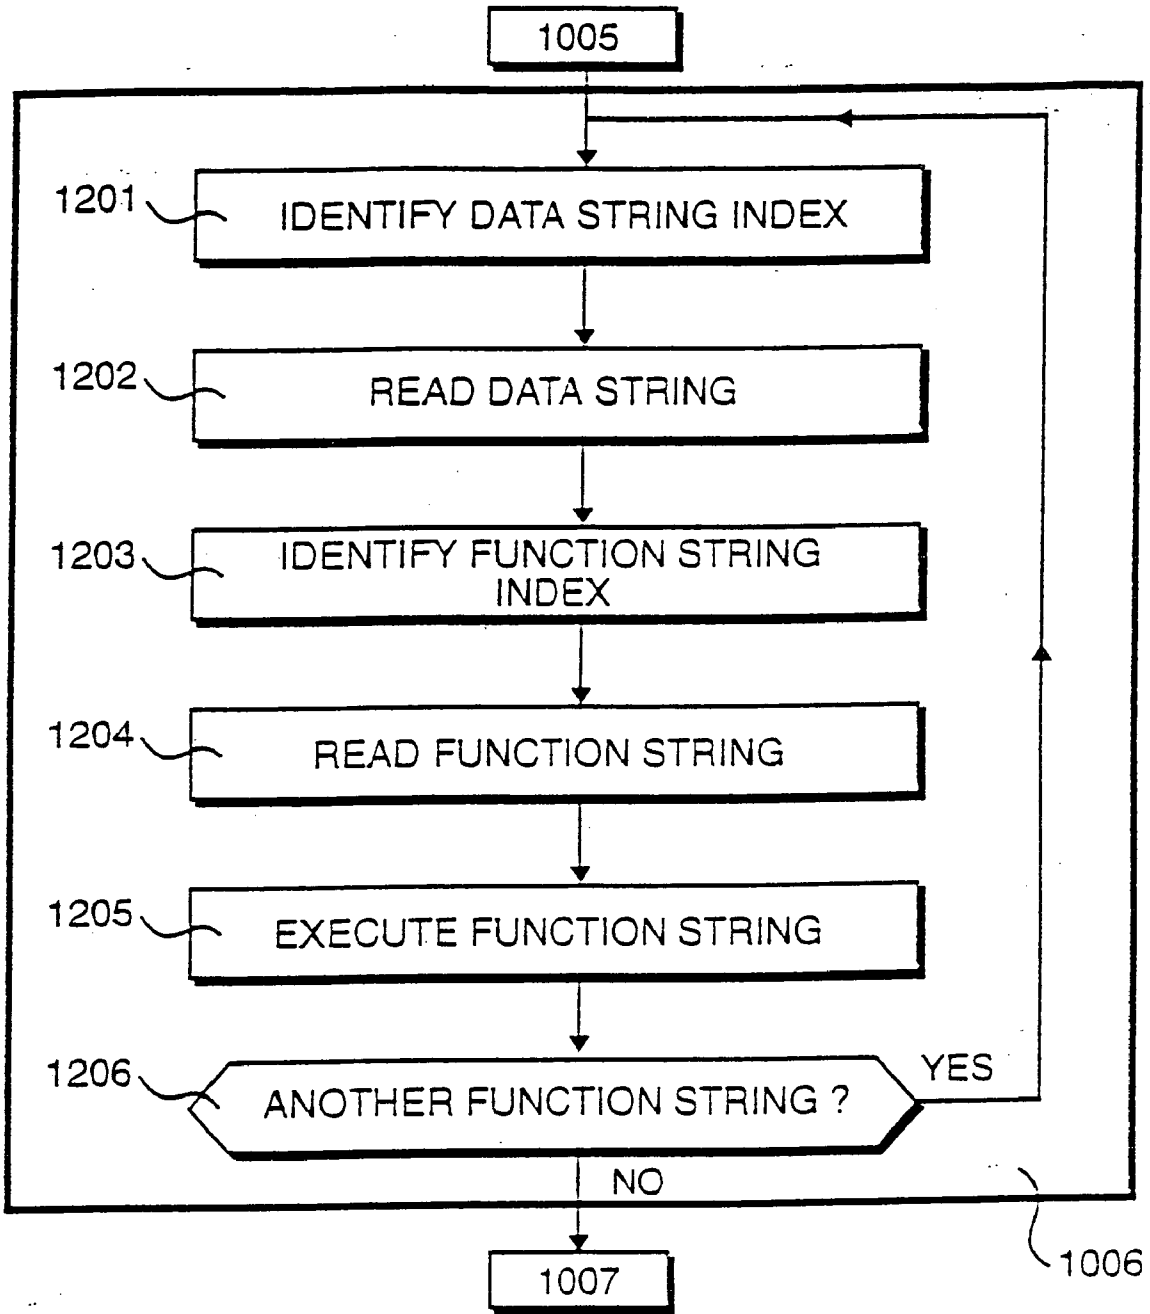 1005
1201
IDENTIFY DATA STRING INDEX
1202
READ DATA STRING
1203
IDENTIFY FUNCTION STRING
INDEX
1204
READ FUNCTION STRING
1205
EXECUTE FUNCTION STRING
1206
ANOTHER FUNCTION STRING ?
YES
NO
1006
1007